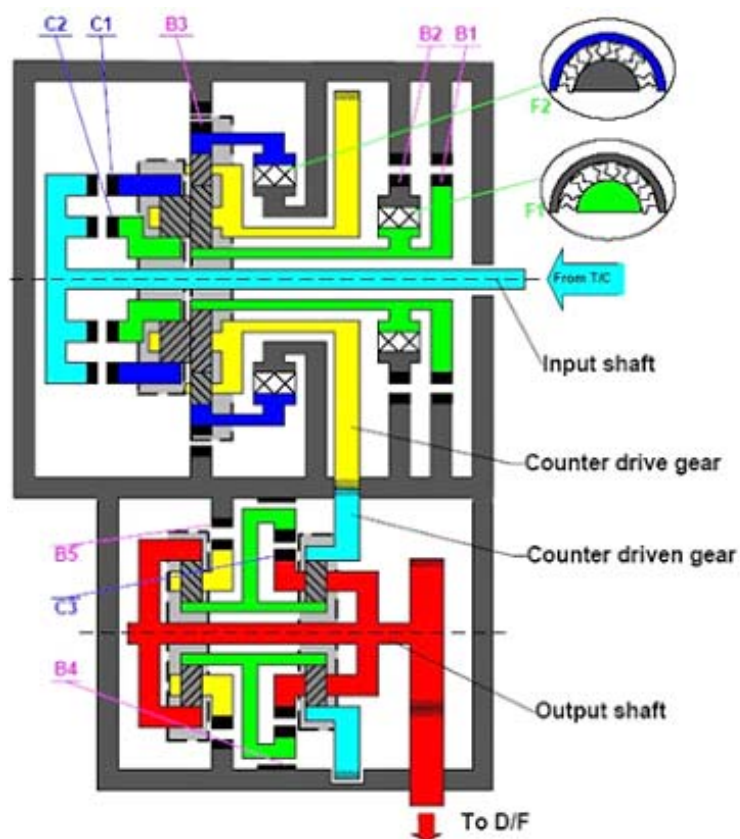 C2 C1 B3 B2 B1
F2
F1
From T/C
Input shaft
Counter drive gear
B5
Counter driven gear
C3
B4
Output shaft
To D/F